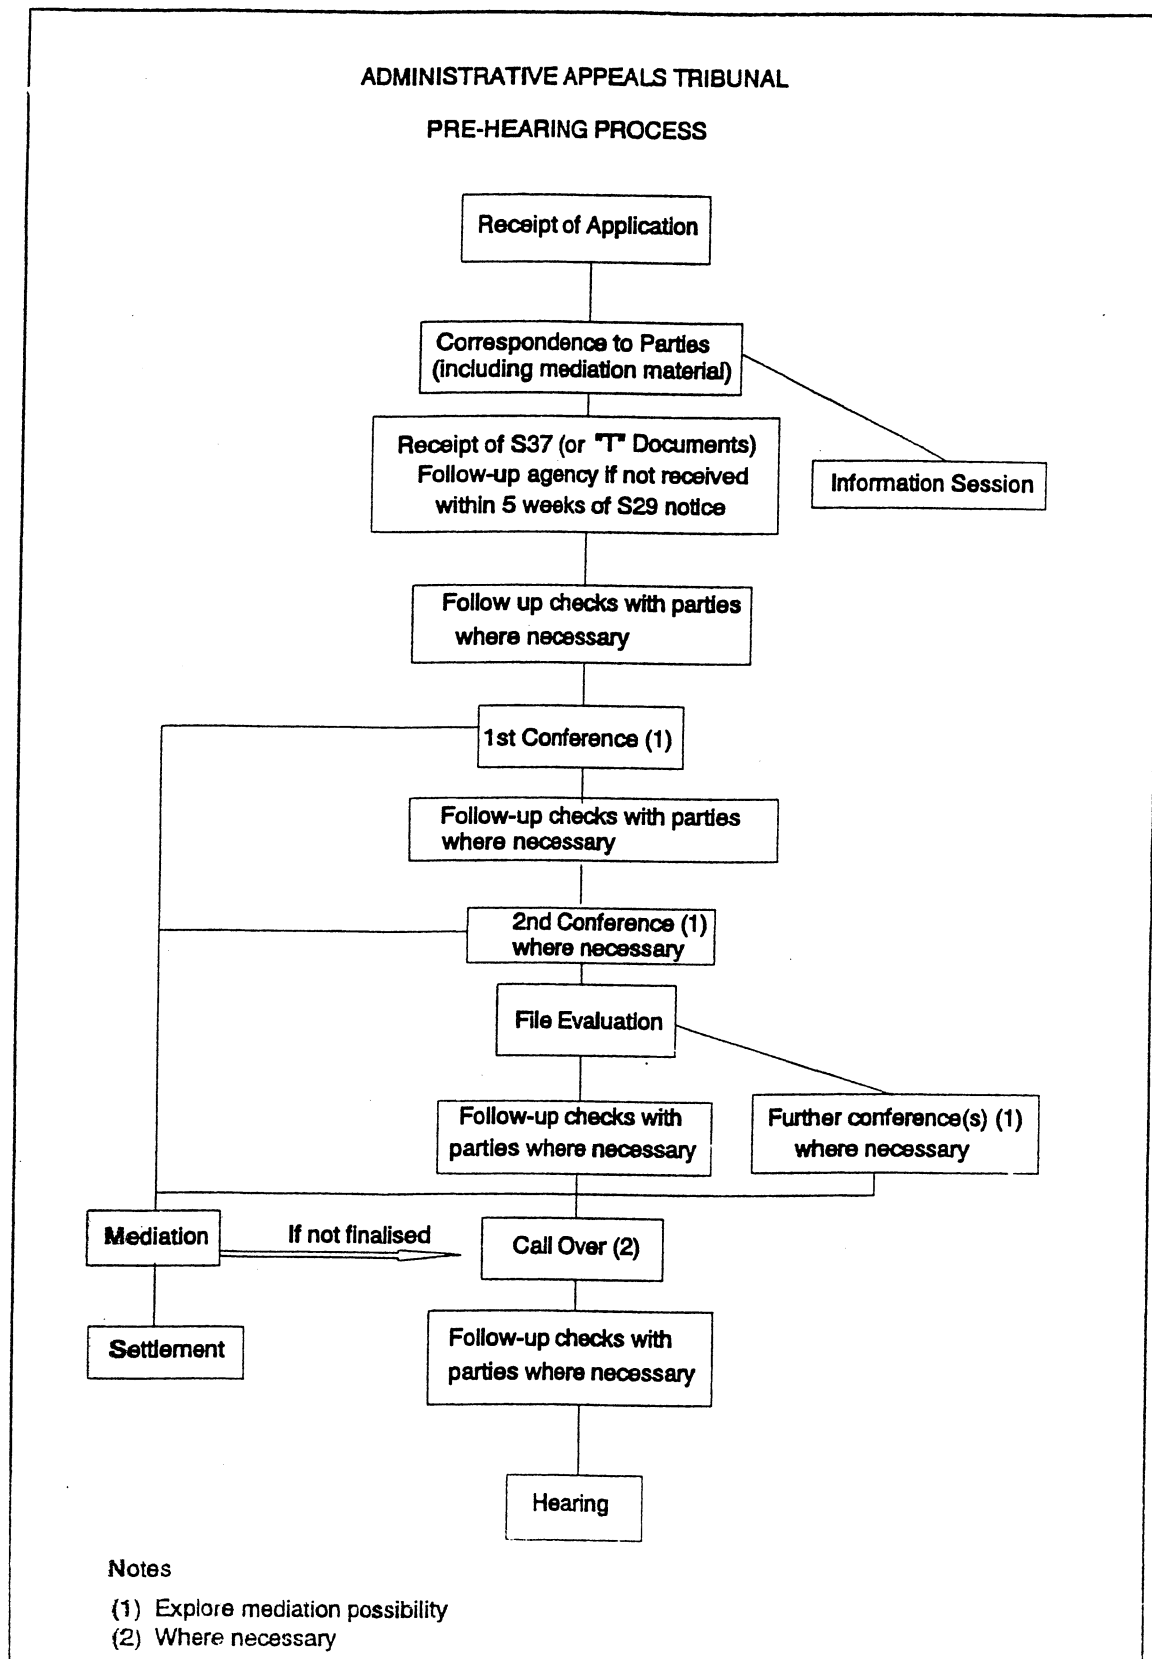 ADMINISTRATIVE APPEALS TRIBUNAL
PRE-HEARING PROCESS
Receipt of Application
Correspondence to Parties
(including mediation material)
Receipt of S37 (or "T" Documents)
Follow-up agency if not received
within 5 weeks of S29 notice
Information Session
Follow up checks with parties
where necessary
1st Conference (1)
Follow-up checks with parties
where necessary
2nd Conference (1)
where necessary
File Evaluation
Follow-up checks with
parties where necessary
Further conference(s) (1)
where necessary
Mediation
If not finalised
Call Over (2)
Settlement
Follow-up checks with
parties where necessary
Hearing
Notes
(1) Explore mediation possibility
(2) Where necessary